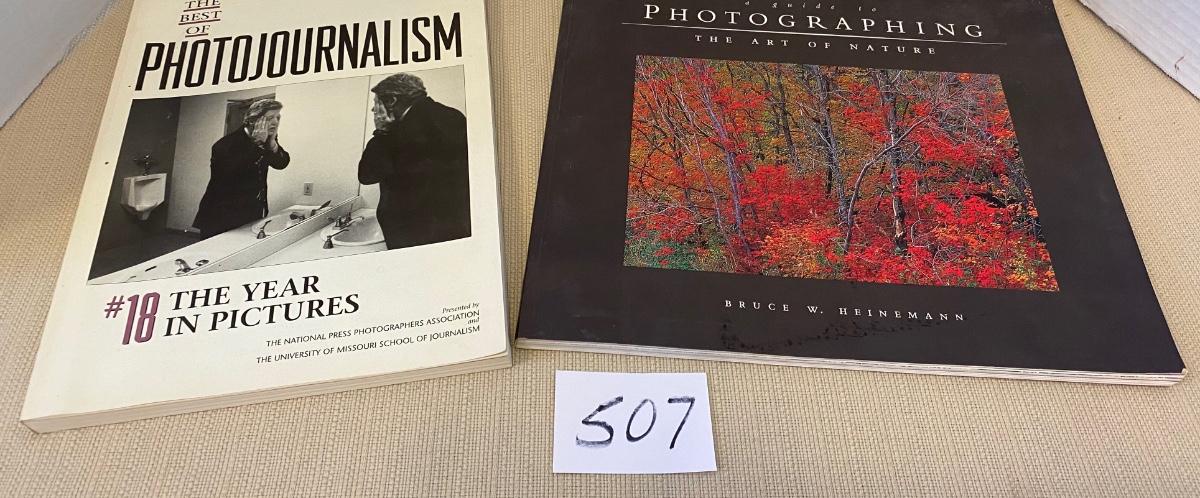 THE
BEST
OF
PHOTOJOURNALISM
#18 THE YEAR
IN PICTURES
Presented by
THE NATIONAL PRESS PHOTOGRAPHERS ASSOCIATION
and
THE UNIVERSITY OF MISSOURI SCHOOL OF JOURNALISM
a guide to
PHOTOGRAPHING
THE ART OF NATURE
BRUCE W. HEINEMANN
507